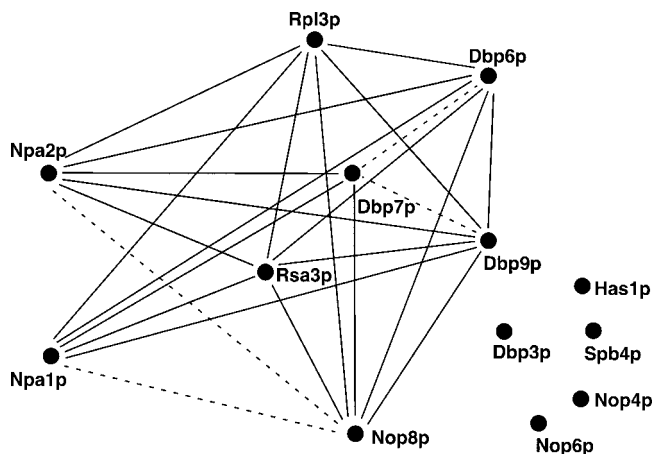 Rpl3p
Dbp6p
Npa2p
Dbp7p
Dbp9p
Rsa3p
Has1p
Dbp3p
Spb4p
Npa1p
Nop4p
Nop8p
Nop6p